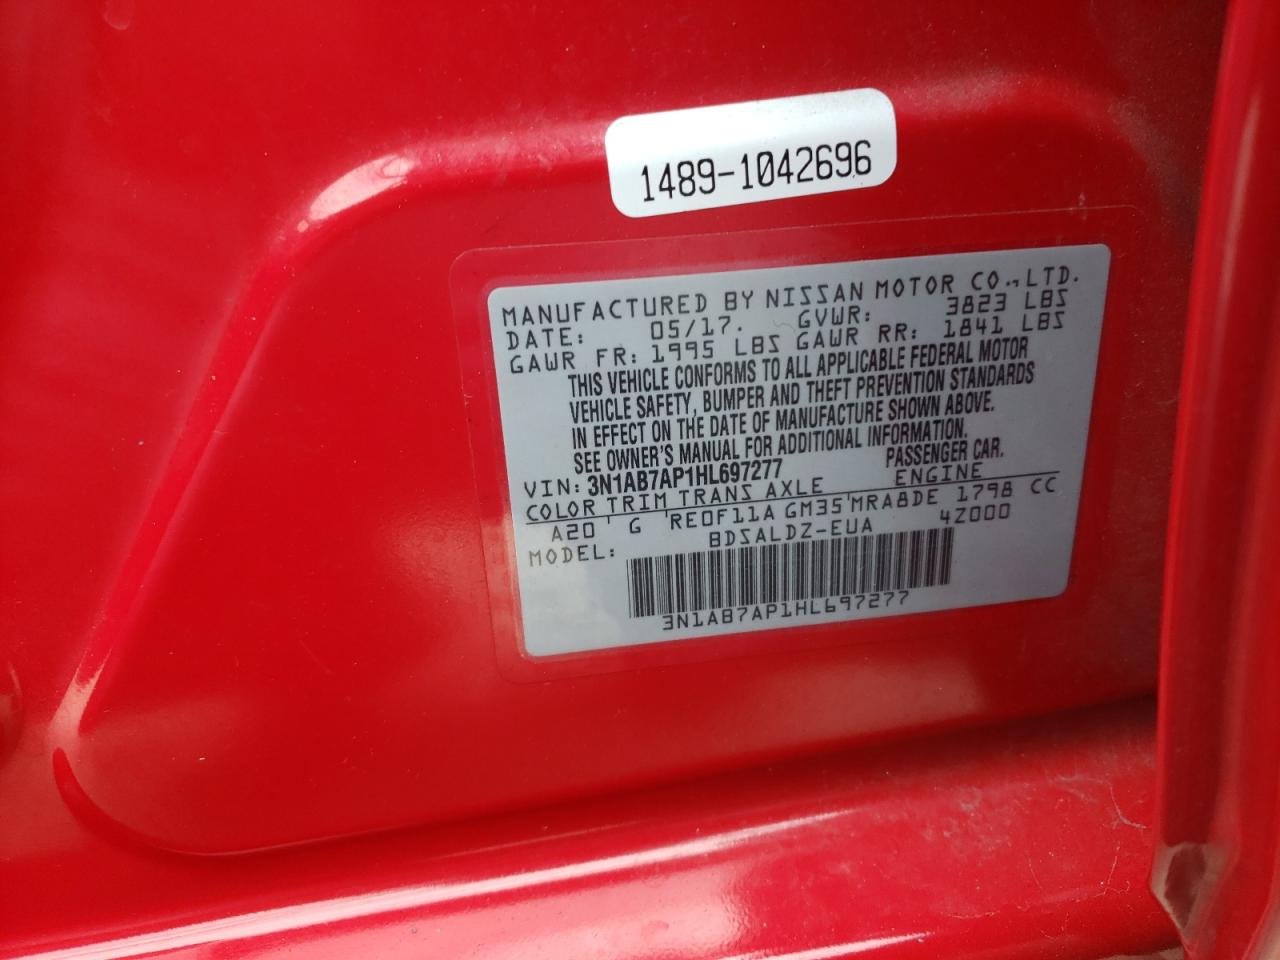 1489-1042696
MANUFACTURED BY NISSAN MOTOR CO., LTD.
DATE: 05/17. GVWR: 3823 LBS
GAWR FR: 1995 LBS GAWR RR: 1841 LBS
THIS VEHICLE CONFORMS TO ALL APPLICABLE FEDERAL MOTOR
VEHICLE SAFETY, BUMPER AND THEFT PREVENTION STANDARDS
IN EFFECT ON THE DATE OF MANUFACTURE SHOWN ABOVE.
SEE OWNER'S MANUAL FOR ADDITIONAL INFORMATION.
VIN: 3N1AB7AP1HL697277 PASSENGER CAR.
COLOR TRIM TRANS AXLE ENGINE
A20 G RE0F11A GM35 MRA8DE 1798 CC
MODEL: BDSALDZ-EUA 4Z000
3N1AB7AP1HL697277